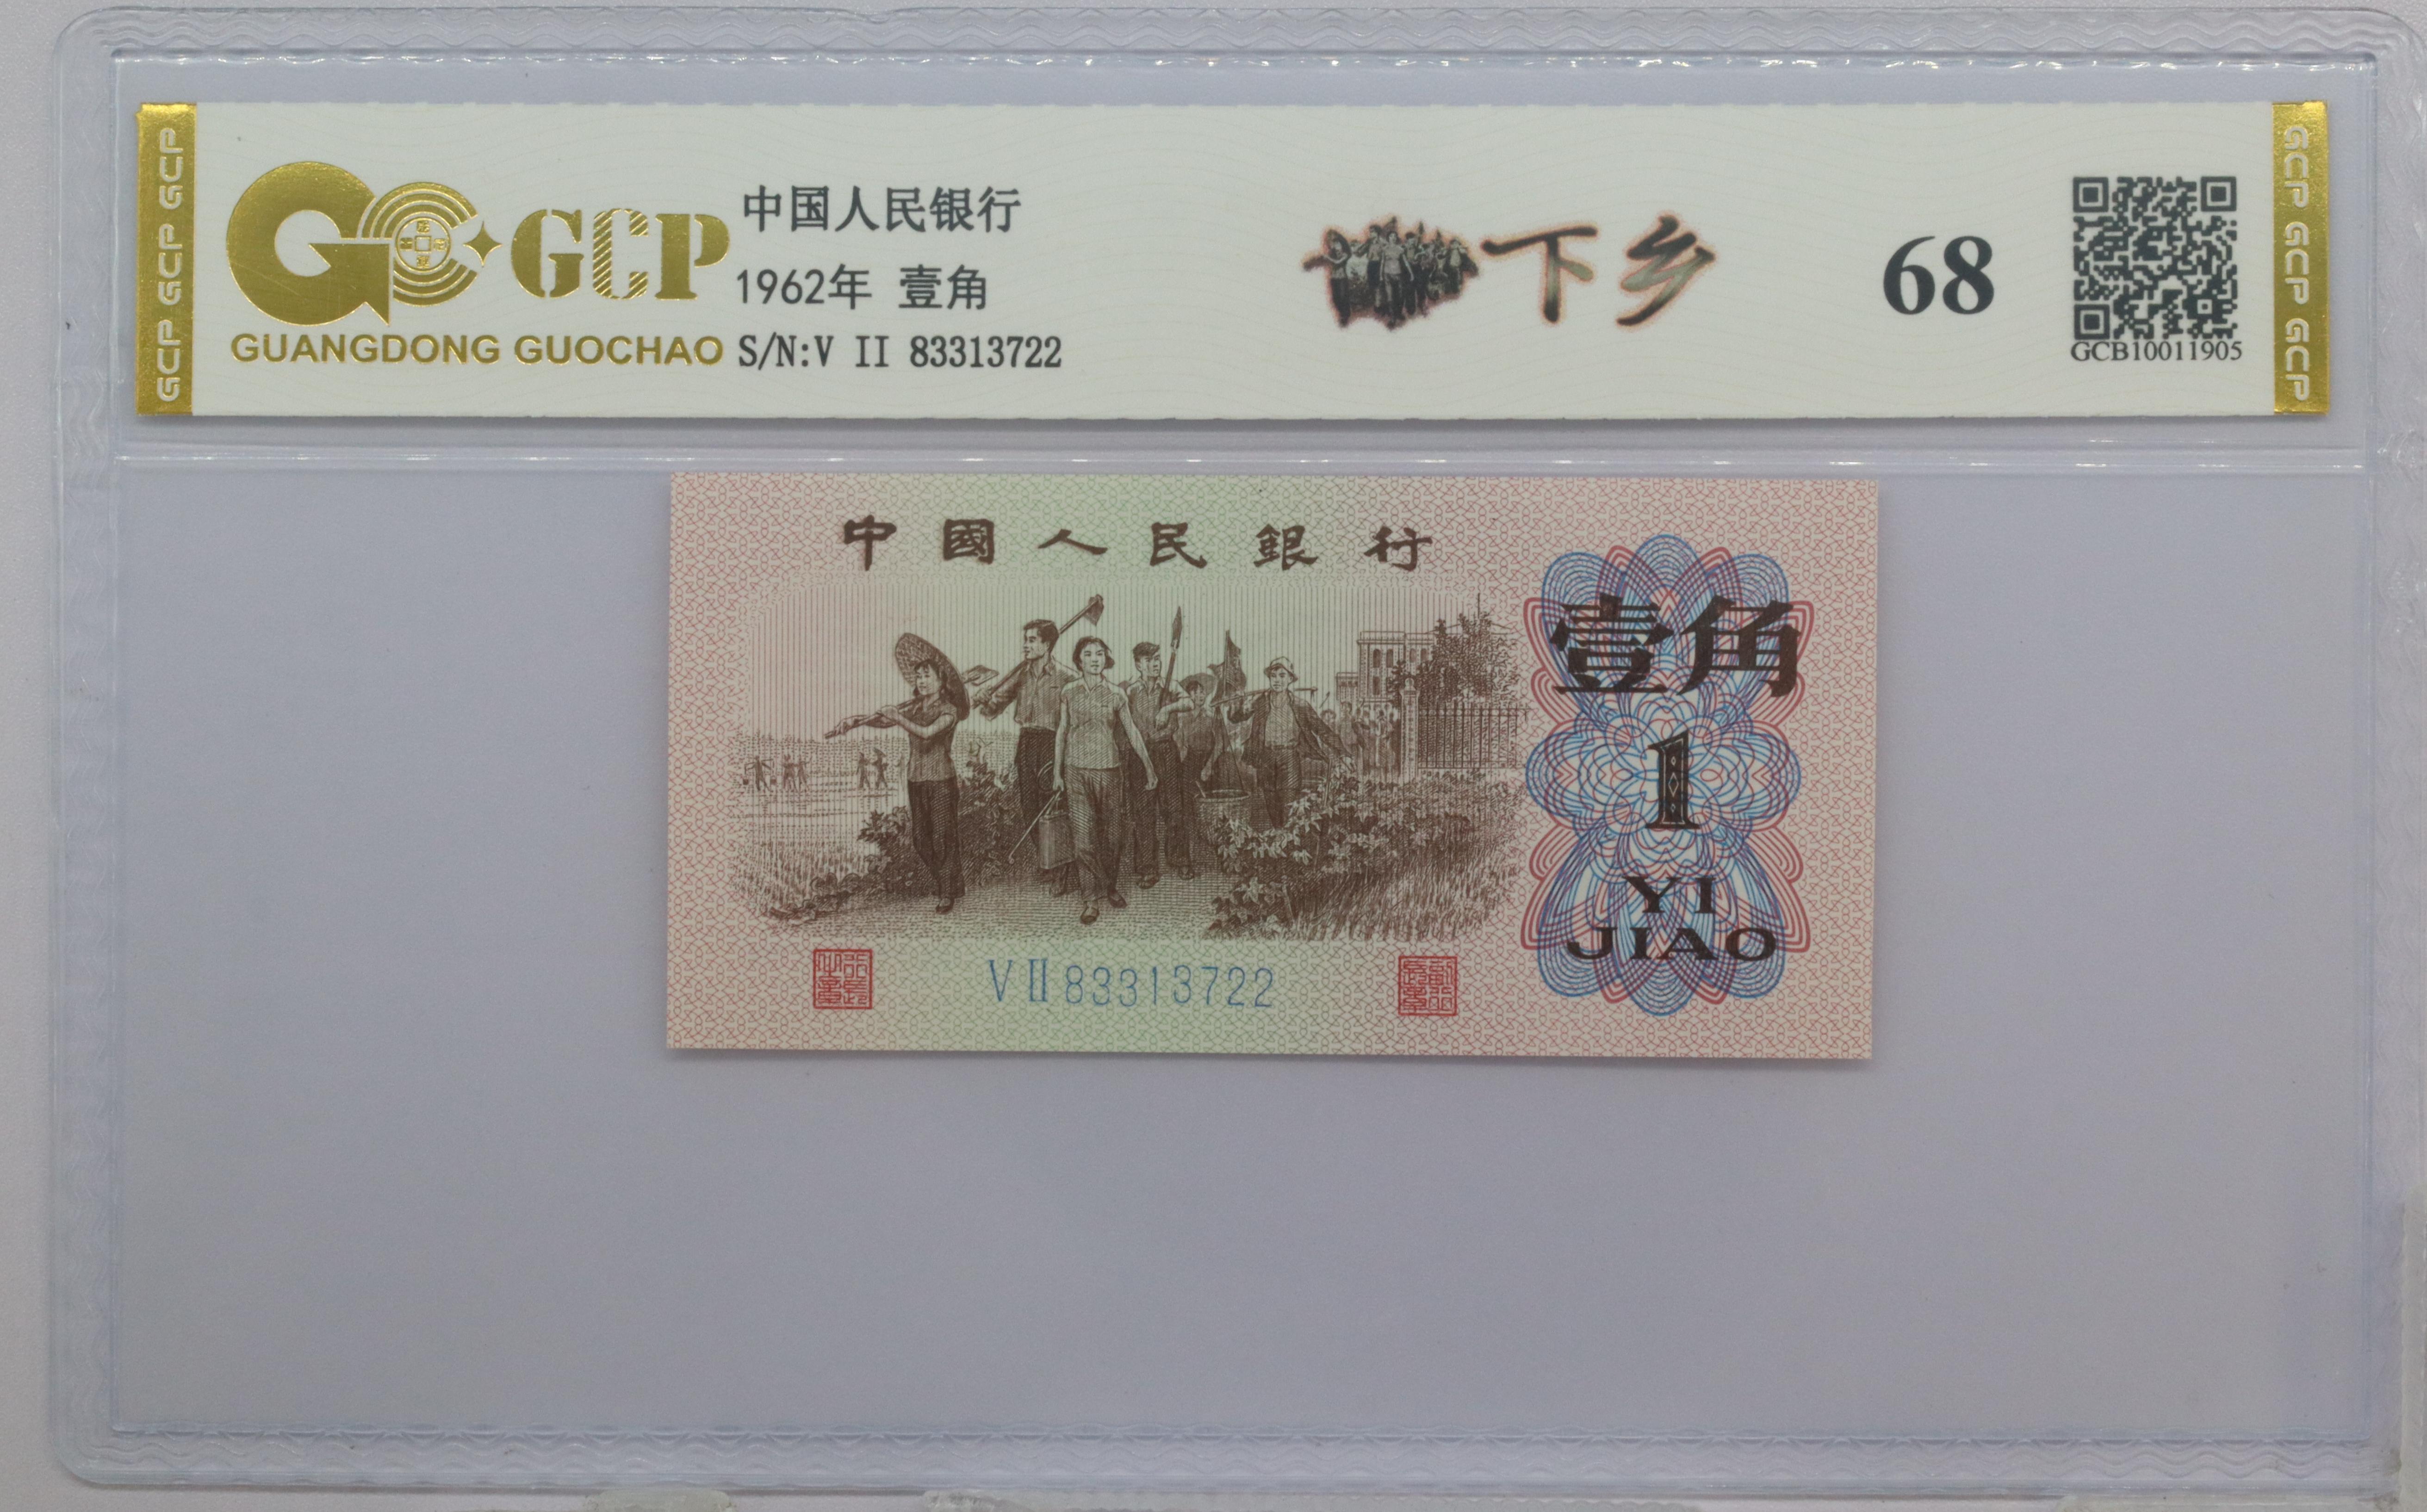 GCP GCP GCP
GCP
GUANGDONG GUOCHAO
中国人民银行
1962年 壹角
S/N:V II 83313722
下乡
68
GCB10011905
GCP GCP GCP
中國人民銀行
壹角
1
YI
JIAO
V II 83313722